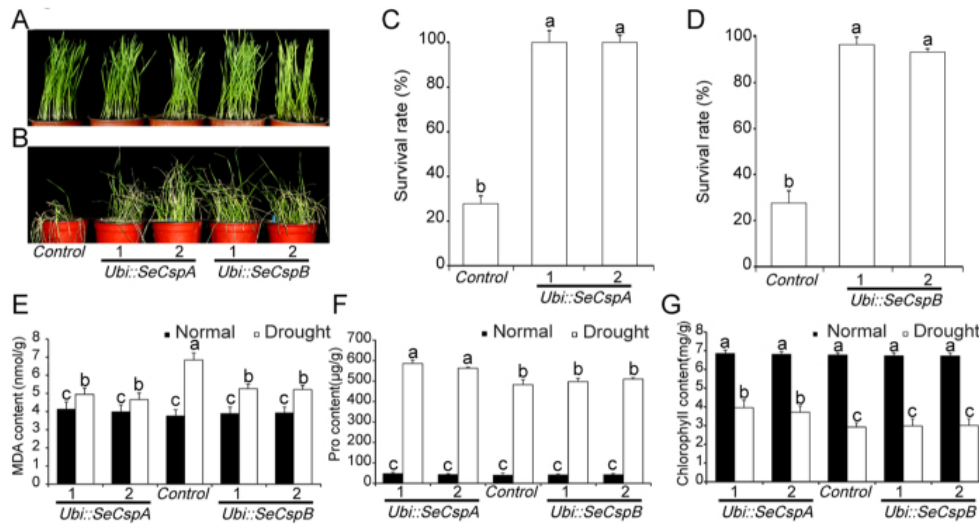 A
B
Control 1 2 1 2
Ubi::SeCspA Ubi::SeCspB
C
Survival rate (%)
100
80
60
40
20
0
b a a
Control 1 2
Ubi::SeCspA
D
Survival rate (%)
100
80
60
40
20
0
b a a
Control 1 2
Ubi::SeCspB
E
Normal Drought
MDA content (nmol/g)
8
7
6
5
4
3
2
1
0
c b c b c a c b c b
1 2 Control 1 2
Ubi::SeCspA Ubi::SeCspB
F
Normal Drought
Pro content(μg/g)
700
600
500
400
300
200
100
0
c a c a c b c b c b
1 2 Control 1 2
Ubi::SeCspA Ubi::SeCspB
G
Normal Drought
Chlorophyll content(mg/g)
8
7
6
5
4
3
2
1
0
a b a b a c a c a c
1 2 Control 1 2
Ubi::SeCspA Ubi::SeCspB